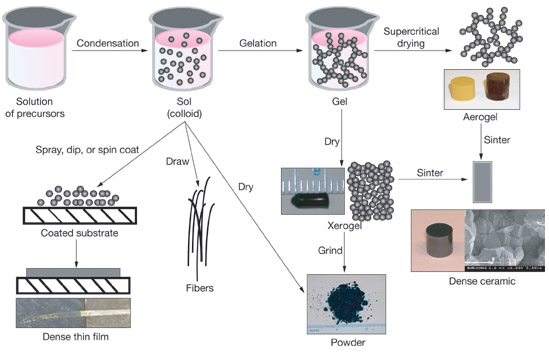 Condensation
Gelation
Supercritical
drying
Solution
of precursors
Sol
(colloid)
Gel
Aerogel
Spray, dip, or spin coat
Draw
Dry
Dry
Sinter
Sinter
Coated substrate
Xerogel
Grind
Fibers
Dense ceramic
Dense thin film
Powder